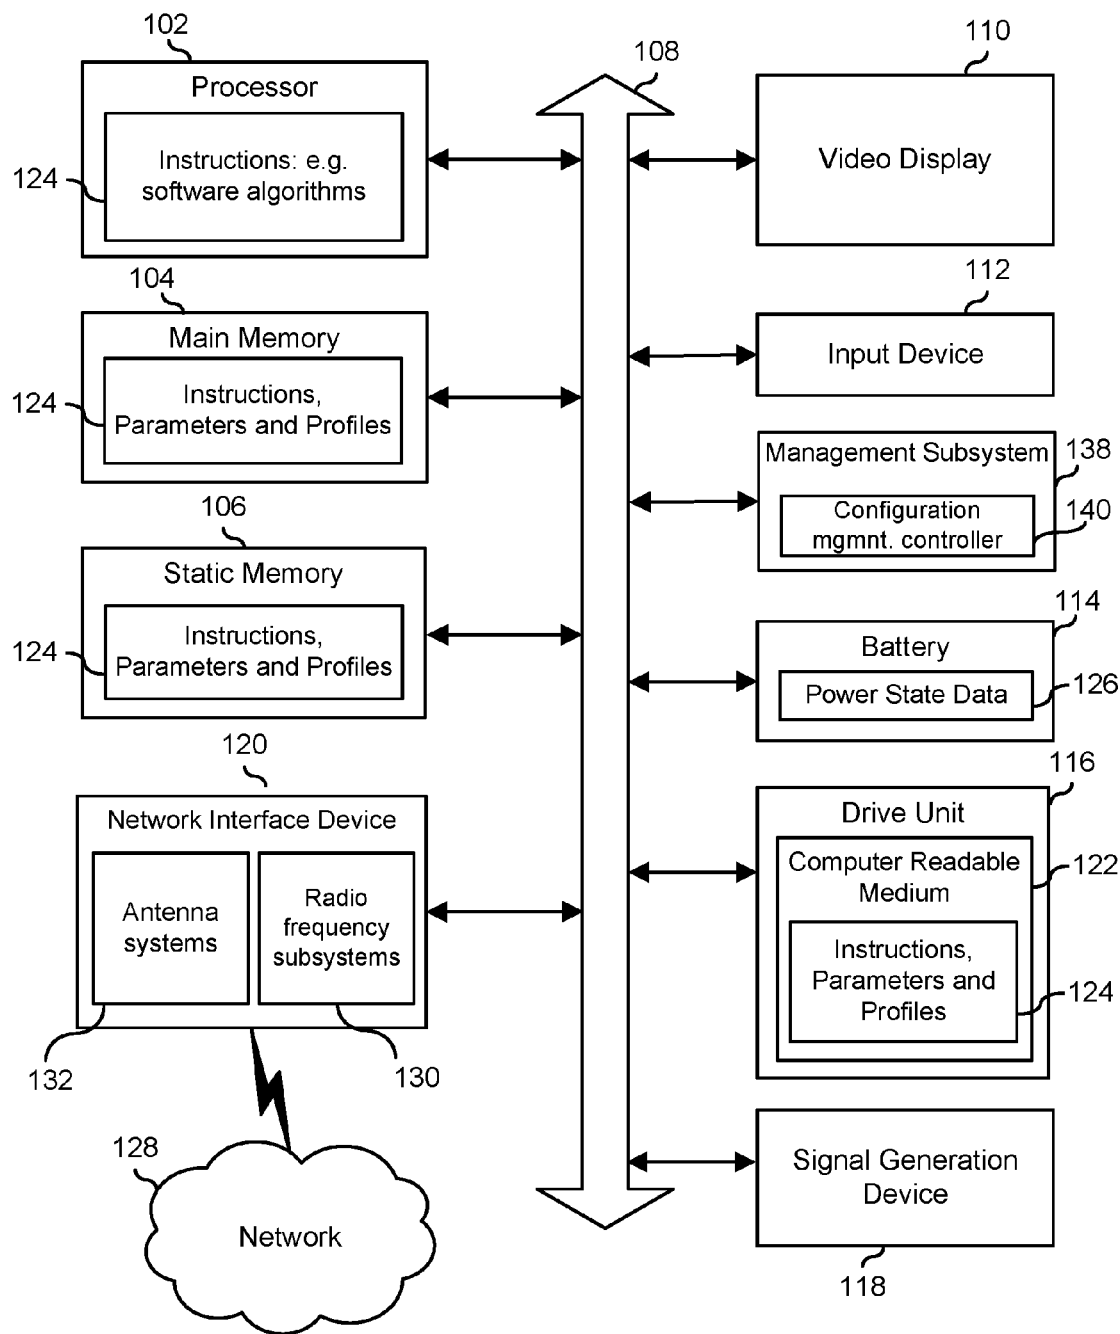 102
Processor
Instructions: e.g.
software algorithms
124
104
Main Memory
Instructions,
Parameters and Profiles
124
106
Static Memory
Instructions,
Parameters and Profiles
124
120
Network Interface Device
Antenna
systems
Radio
frequency
subsystems
132
130
128
Network
108
110
Video Display
112
Input Device
Management Subsystem
138
Configuration
mgmnt. controller
140
114
Battery
Power State Data
126
116
Drive Unit
Computer Readable
Medium
122
Instructions,
Parameters and
Profiles
124
Signal Generation
Device
118